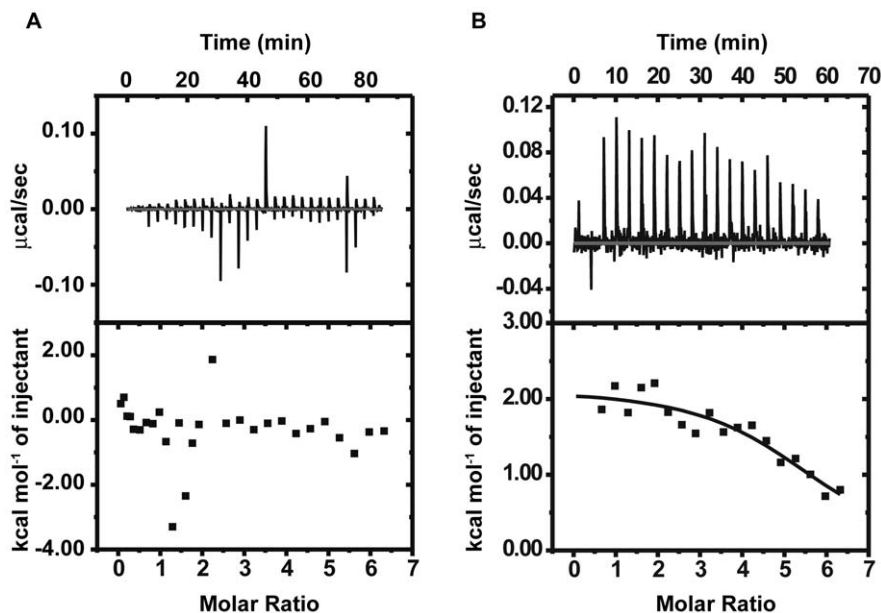 A
Time (min)
0 20 40 60 80
0.10
0.00
-0.10
µcal/sec
2.00
0.00
-2.00
-4.00
kcal mol⁻¹ of injectant
0 1 2 3 4 5 6 7
Molar Ratio
B
Time (min)
0 10 20 30 40 50 60 70
0.12
0.08
0.04
0.00
-0.04
µcal/sec
3.00
2.00
1.00
0.00
kcal mol⁻¹ of injectant
0 1 2 3 4 5 6 7
Molar Ratio